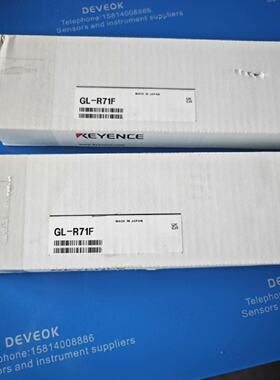 DEVEOK
Telephone：15814008886
Sensors and instrument suppliers
MADE IN JAPAN
GL-R71F
KEYENCE
MADE IN JAPAN
GL-R71F
DEVEOK
Telephone：15814008886
Sensors and instrument suppliers